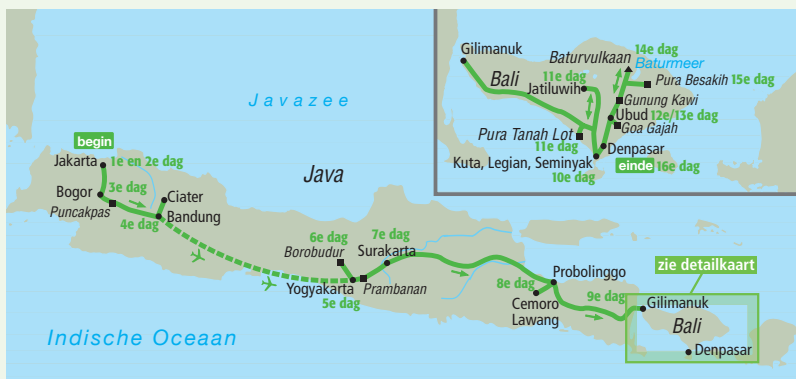 Gilimanuk
Bali
Baturvulkaan
14e dag
Baturmeer
11e dag
Jatiluwih
Pura Besakih 15e dag
Gunung Kawi
Ubud 12e/13e dag
Goa Gajah
Pura Tanah Lot
11e dag
Denpasar
Kuta, Legian, Seminyak
einde 16e dag
10e dag
Javazee
begin
Jakarta 1e en 2e dag
Java
Bogor 3e dag
Ciater
Puncakpas
4e dag
Bandung
6e dag
7e dag
Borobudur
Surakarta
Yogyakarta
Prambanan
5e dag
Probolinggo
8e dag
Cemoro
Lawang
9e dag
zie detailkaart
Gilimanuk
Bali
Denpasar
Indische Oceaan